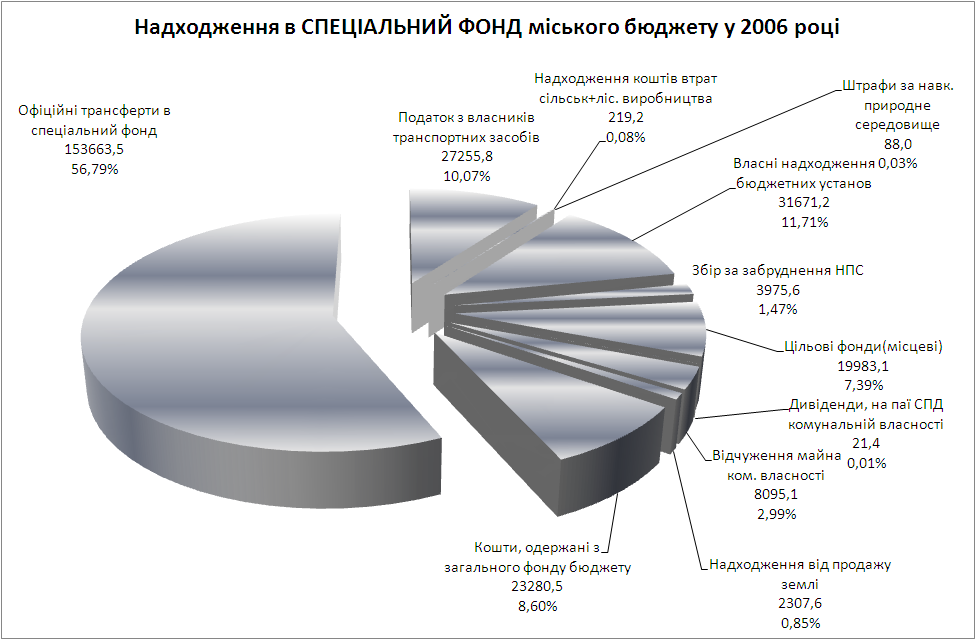 Надходження в СПЕЦІАЛЬНИЙ ФОНД міського бюджету у 2006 році
Офіційні трансферти в
спеціальний фонд
153663,5
56,79%
Податок з власників
транспортних засобів
27255,8
10,07%
Надходження коштів втрат
сільськ+ліс. виробництва
219,2
0,08%
Штрафи за навк.
природне
середовище
88,0
0,03%
Власні надходження
бюджетних установ
31671,2
11,71%
Збір за забруднення НПС
3975,6
1,47%
Цільові фонди(місцеві)
19983,1
7,39%
Дивіденди, на паї СПД
комунальній власності
21,4
0,01%
Відчуження майна
ком. власності
8095,1
2,99%
Надходження від продажу
землі
2307,6
0,85%
Кошти, одержані з
загального фонду бюджету
23280,5
8,60%